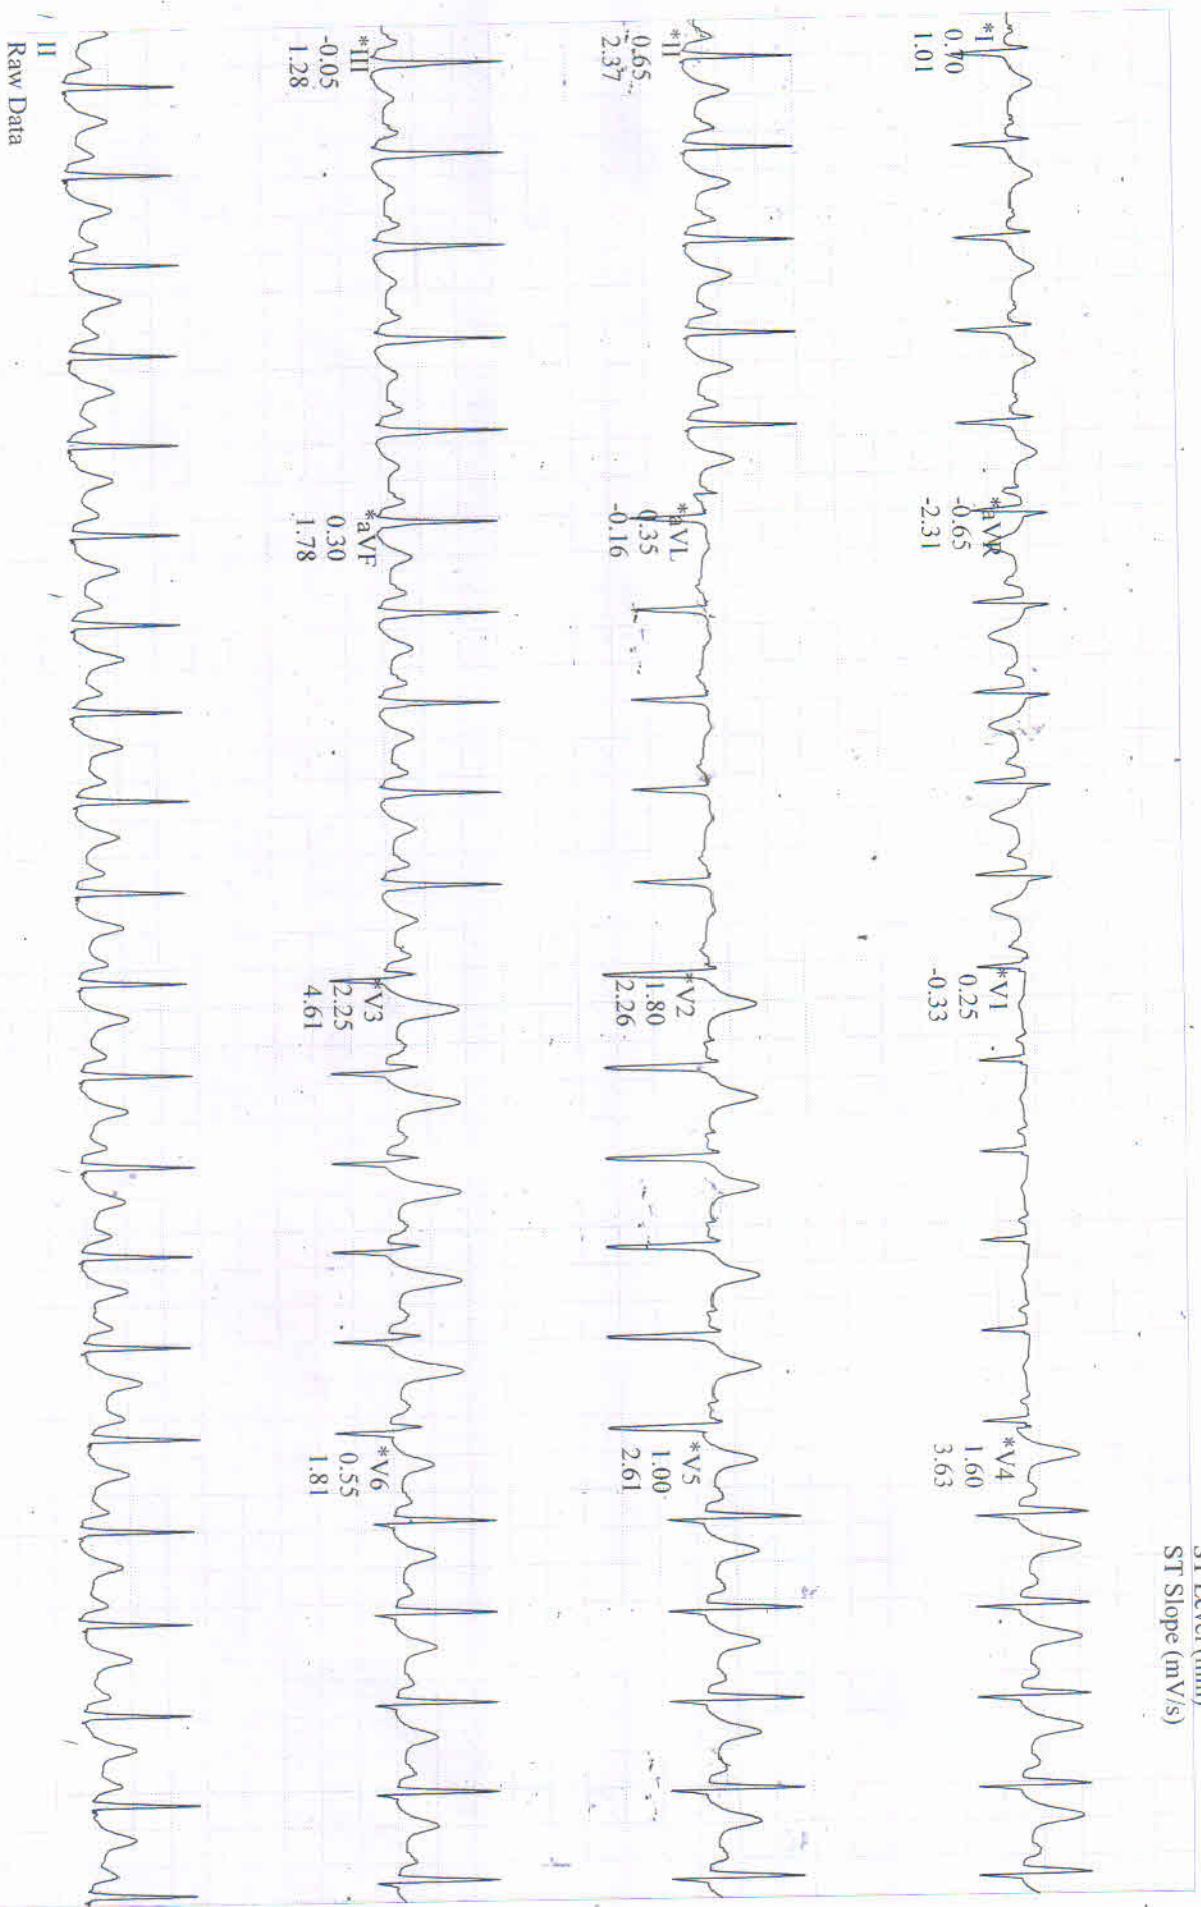 ST Level (mm)
ST Slope (mV/s)
*I
0.70
1.01
*aVR
-0.65
-2.31
*V1
0.25
-0.33
*V4
1.60
3.63
*II
0.65
2.37
*aVL
0.35
-0.16
*V2
1.80
2.26
*V5
1.00
2.61
*III
-0.05
1.28
*aVF
0.30
1.78
*V3
2.25
4.61
*V6
0.55
1.81
II
Raw Data